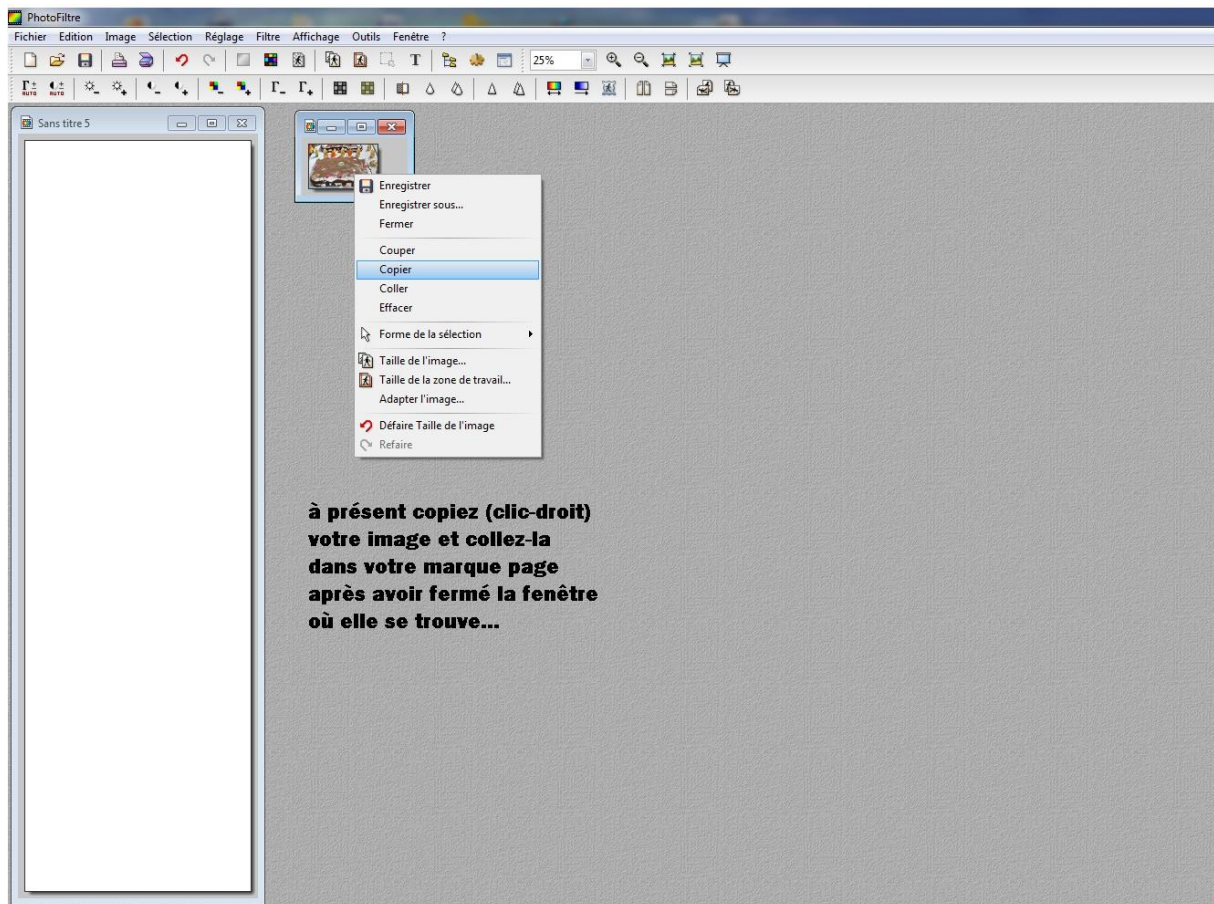 PhotoFiltre
Fichier Edition Image Sélection Réglage Filtre Affichage Outils Fenêtre ?
T 25%
AUTO AUTO
Sans titre 5
Enregistrer
Enregistrer sous...
Fermer
Couper
Copier
Coller
Effacer
Forme de la sélection
Taille de l'image...
Taille de la zone de travail...
Adapter l'image...
Défaire Taille de l'image
Refaire
à présent copiez (clic-droit)
votre image et collez-la
dans votre marque page
après avoir fermé la fenêtre
où elle se trouve...